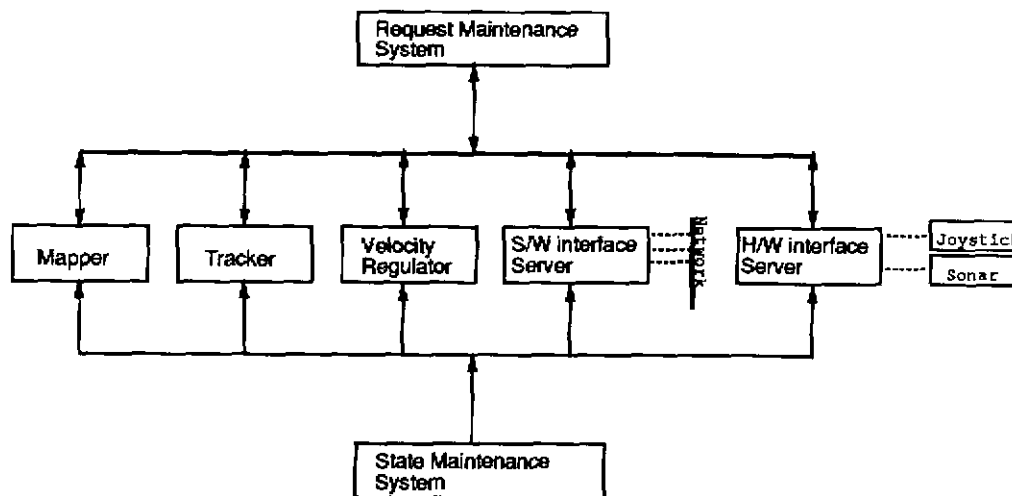 Request Maintenance
System
Mapper
Tracker
Velocity
Regulator
S/W interface
Server
Network
H/W interface
Server
Joystick
Sonar
State Maintenance
System